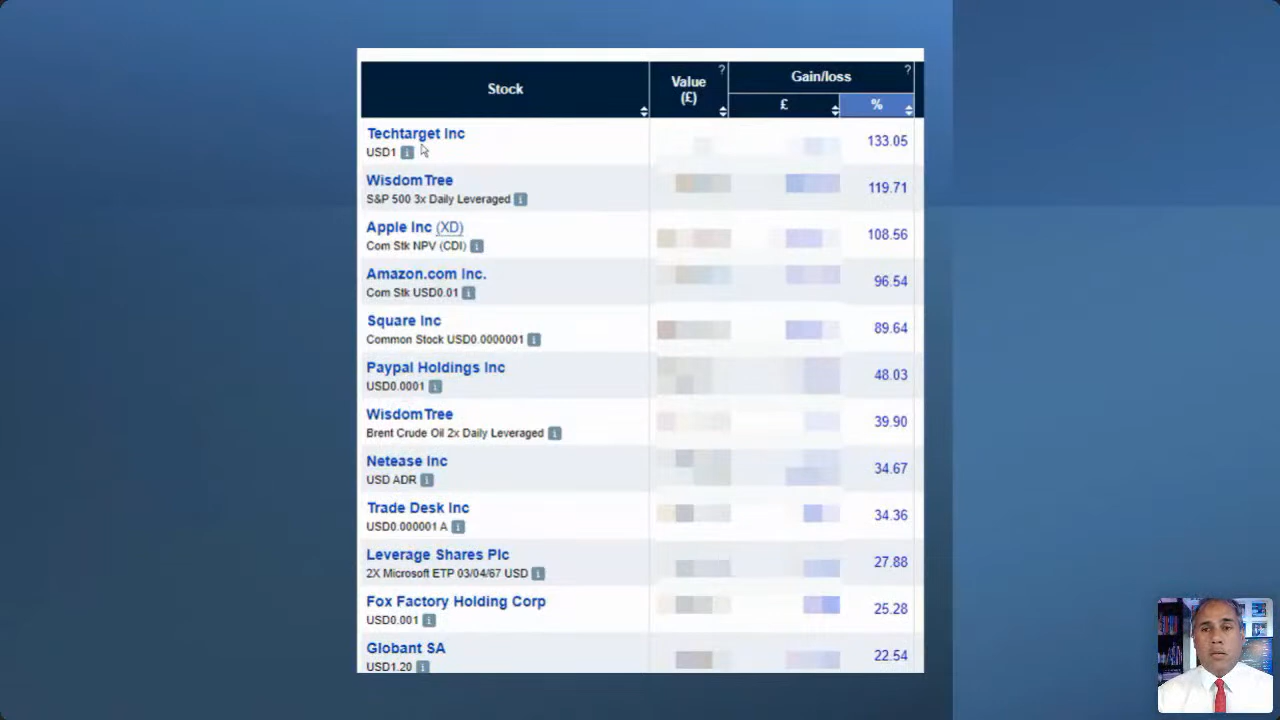 Stock
Value (£)
?
Gain/loss
?
£
%
Techtarget Inc
USD1 i
133.05
WisdomTree
S&P 500 3x Daily Leveraged i
119.71
Apple Inc (XD)
Com Stk NPV (CDI) i
108.56
Amazon.com Inc.
Com Stk USD0.01 i
96.54
Square Inc
Common Stock USD0.0000001 i
89.64
Paypal Holdings Inc
USD0.0001 i
48.03
WisdomTree
Brent Crude Oil 2x Daily Leveraged i
39.90
Netease Inc
USD ADR i
34.67
Trade Desk Inc
USD0.000001 A i
34.36
Leverage Shares Plc
2X Microsoft ETP 03/04/67 USD i
27.88
Fox Factory Holding Corp
USD0.001 i
25.28
Globant SA
USD1.20 i
22.54